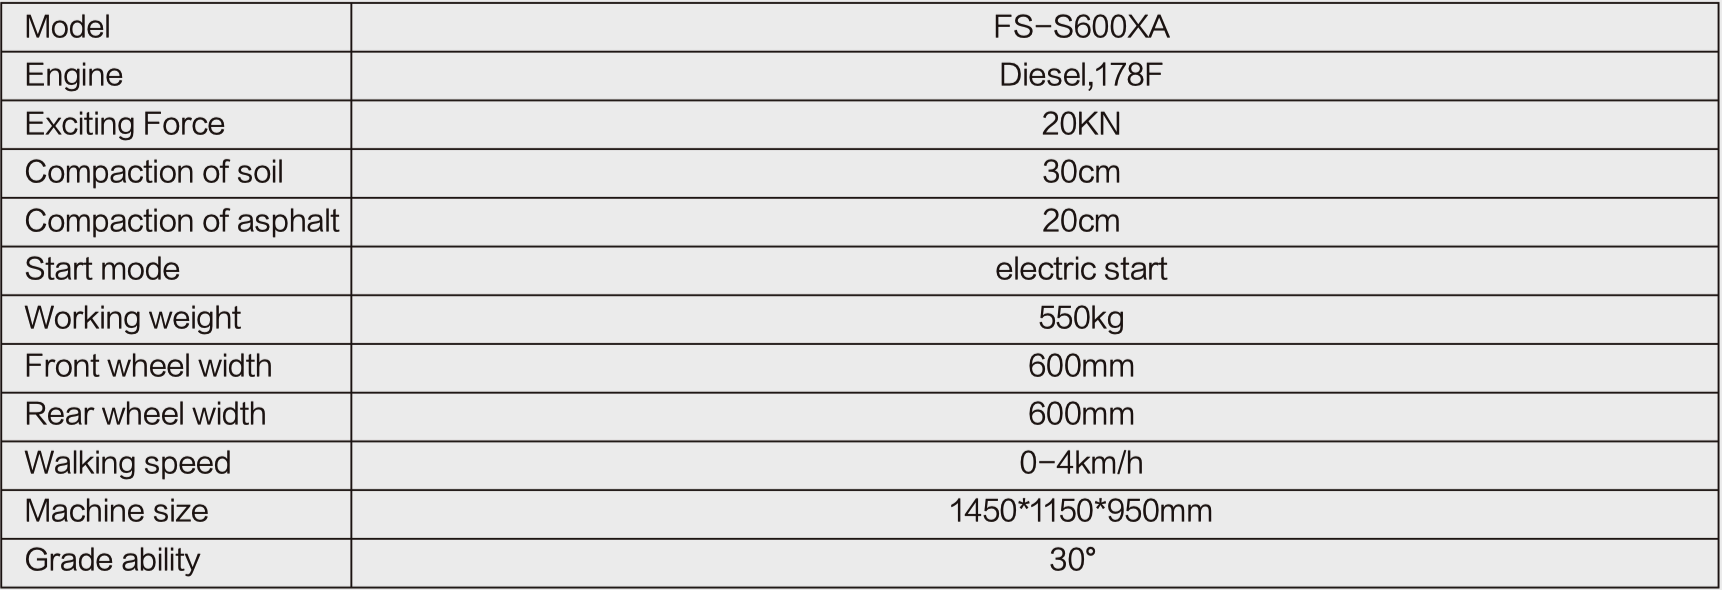 Model FS-S600XA
Engine Diesel,178F
Exciting Force 20KN
Compaction of soil 30cm
Compaction of asphalt 20cm
Start mode electric start
Working weight 550kg
Front wheel width 600mm
Rear wheel width 600mm
Walking speed 0-4km/h
Machine size 1450*1150*950mm
Grade ability 30°